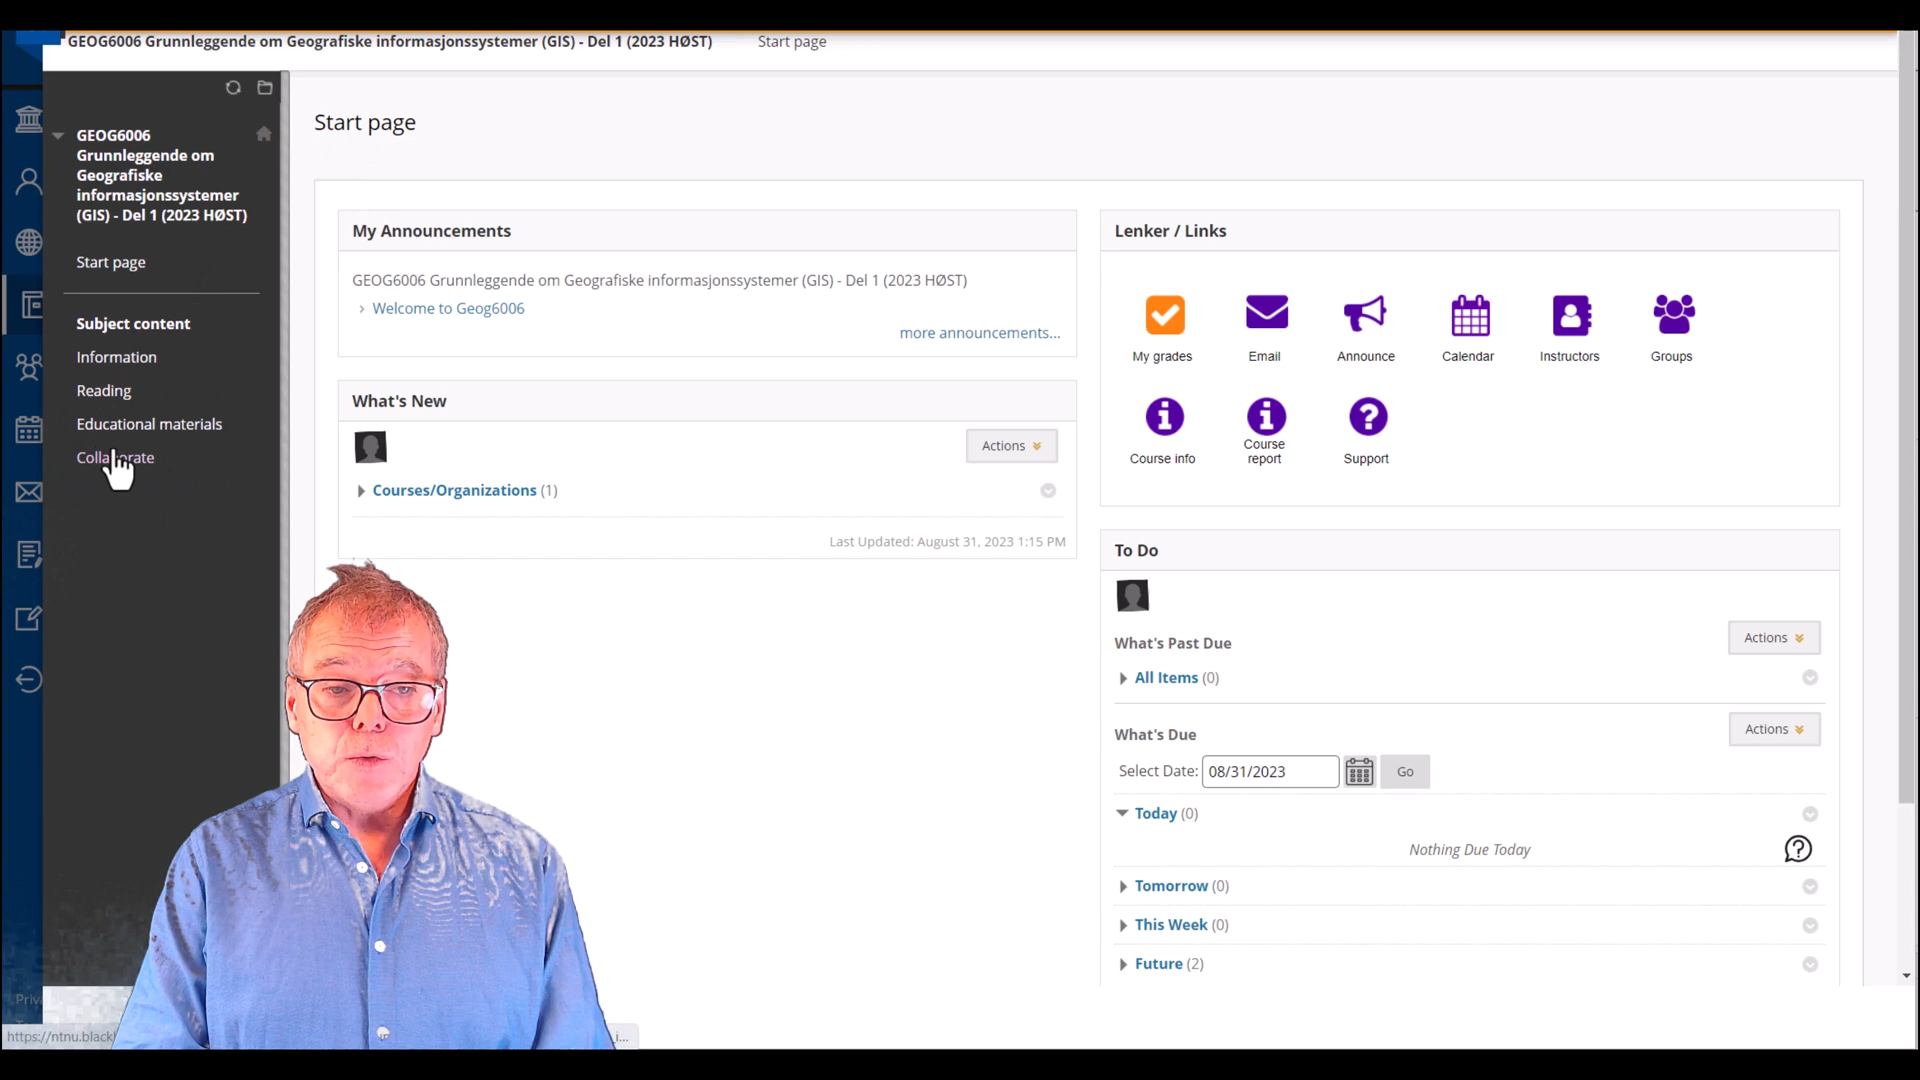 GEOG6006 Grunnleggende om Geografiske informasjonssystemer (GIS) - Del 1 (2023 HØST) Start page
GEOG6006
Grunnleggende om
Geografiske
informasjonssystemer
(GIS) - Del 1 (2023 HØST)
Start page
Subject content
Information
Reading
Educational materials
Collaborate
Start page
My Announcements
GEOG6006 Grunnleggende om Geografiske informasjonssystemer (GIS) - Del 1 (2023 HØST)
Welcome to Geog6006
more announcements...
What's New
Actions
Courses/Organizations (1)
Last Updated: August 31, 2023 1:15 PM
Lenker / Links
My grades Email Announce Calendar Instructors Groups
Course info Course report Support
To Do
What's Past Due
Actions
All Items (0)
What's Due
Actions
Select Date: 08/31/2023 Go
Today (0)
Nothing Due Today
Tomorrow (0)
This Week (0)
Future (2)
Priv
https://ntnu.black
_i...